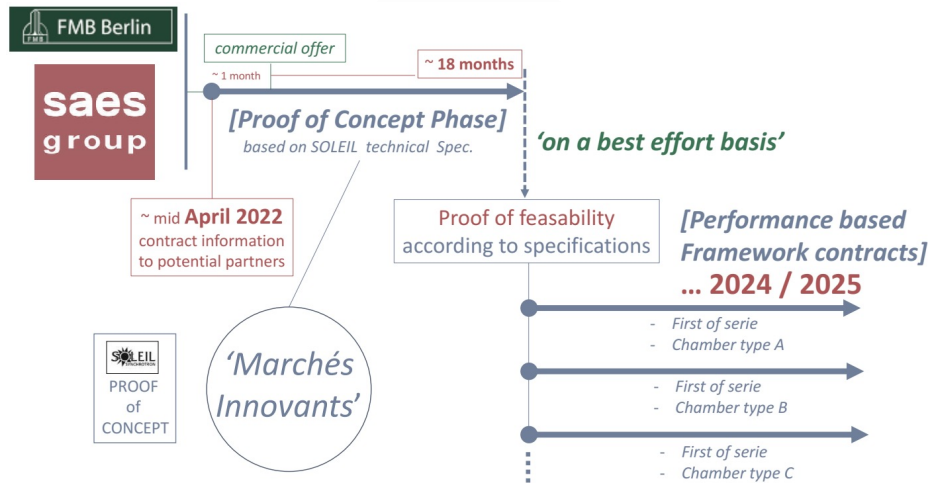 FMB Berlin
FMB
saes
group
commercial offer
~ 1 month
~ 18 months
[Proof of Concept Phase]
based on SOLEIL technical Spec.
'on a best effort basis'
~ mid April 2022
contract information
to potential partners
Proof of feasability
according to specifications
[Performance based
Framework contracts]
... 2024 / 2025
- First of serie
- Chamber type A
- First of serie
- Chamber type B
- First of serie
- Chamber type C
'Marchés
Innovants'
SOLEIL
SYNCHROTRON
PROOF
of
CONCEPT